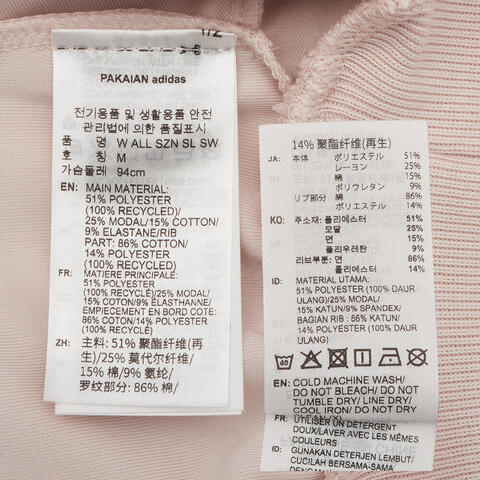 1/2
PAKAIAN adidas
전기용품 및 생활용품 안전
관리법에 의한 품질표시
품 명 W ALL SZN SL SW
호 칭 M
가슴둘레 94cm
EN: MAIN MATERIAL:
51% POLYESTER
(100% RECYCLED)/
25% MODAL/15% COTTON/
9% ELASTANE/RIB
PART: 86% COTTON/
14% POLYESTER
(100% RECYCLED)
FR: MATIERE PRINCIPALE:
51% POLYESTER
(100% RECYCLÉ)/25% MODAL/
15% COTON/9% ÉLASTHANNE/
EMPIECEMENT EN BORD COTE:
86% COTON/14% POLYESTER
(100% RECYCLÉ)
ZH: 主料: 51% 聚酯纤维(再
生)/25% 莫代尔纤维/
15% 棉/9% 氨纶/
罗纹部分: 86% 棉/
14% 聚酯纤维(再生)
JA: 本体 ポリエステル 51%
レーヨン 25%
綿 15%
ポリウレタン 9%
リブ部分 綿 86%
ポリエステル 14%
KO: 주소재: 폴리에스터 51%
모달 25%
면 15%
폴리우레탄 9%
리브부분: 면 86%
폴리에스터 14%
ID: MATERIAL UTAMA:
51% POLYESTER (100% DAUR
ULANG)/25% MODAL/
15% KATUN/9% SPANDEX/
BAGIAN RIB : 86% KATUN/
14% POLYESTER (100% DAUR
ULANG)
40
EN: COLD MACHINE WASH/
DO NOT BLEACH/ DO NOT
TUMBLE DRY/ LINE DRY/
COOL IRON/ DO NOT DRY
FR: UTILISER UN DETERGENT
DOUX/LAVER AVEC LES MÊMES
COULEURS
ID: GUNAKAN DETERJEN LEMBUT/
CUCILAH BERSAMA-SAMA